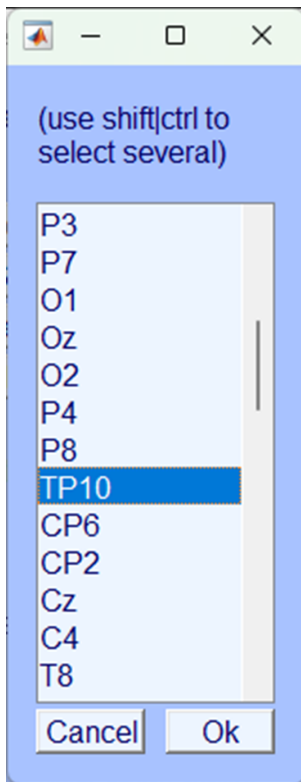 (use shift|ctrl to
select several)
P3
P7
O1
Oz
O2
P4
P8
TP10
CP6
CP2
Cz
C4
T8
Cancel
Ok